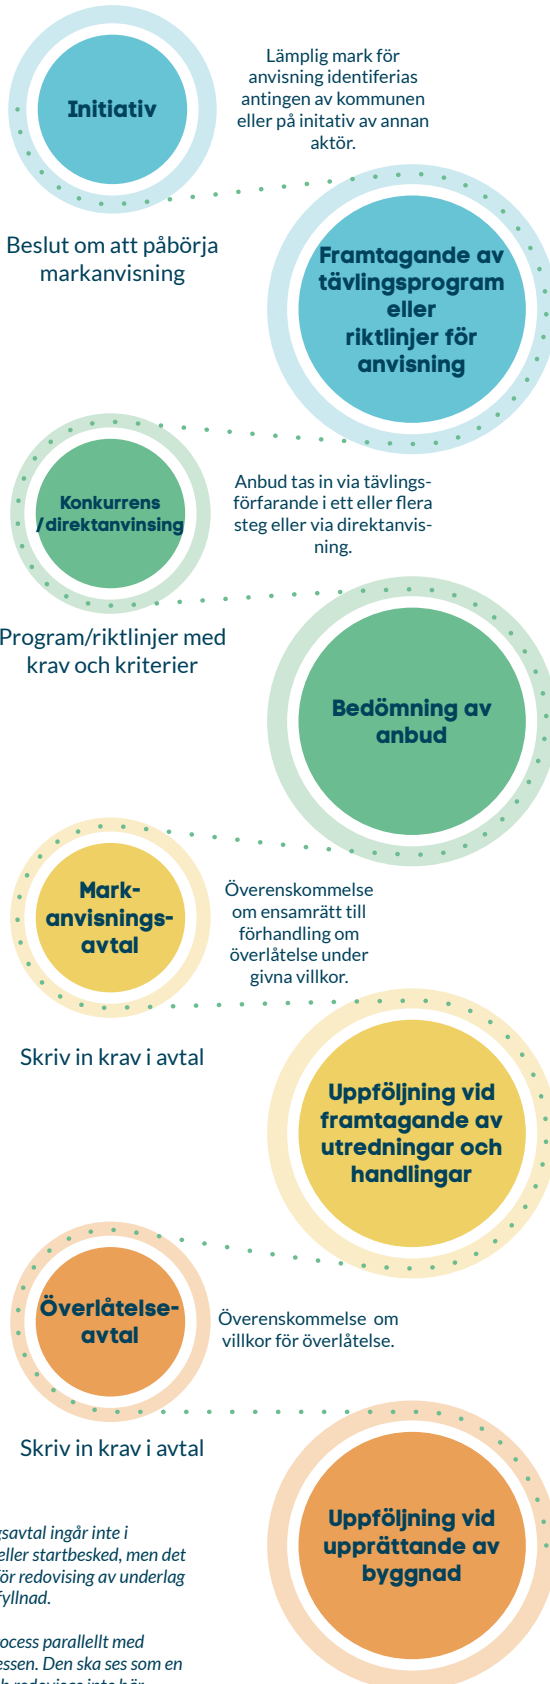 Initiativ
Lämplig mark för
anvisning identiferias
antingen av kommunen
eller på initativ av annan
aktör.
Beslut om att påbörja
markanvisning
Framtagande av
tävlingsprogram
eller
riktlinjer för
anvisning
Konkurrens
/direktanvinsing
Anbud tas in via tävlings-
förfarande i ett eller flera
steg eller via direktanvis-
ning.
Program/riktlinjer med
krav och kriterier
Bedömning av
anbud
Mark-
anvisnings-
avtal
Överenskommelse
om ensamrätt till
förhandling om
överlåtelse under
givna villkor.
Skriv in krav i avtal
Uppföljning vid
framtagande av
utredningar och
handlingar
Överlåtelse-
avtal
Överenskommelse om
villkor för överlåtelse.
Skriv in krav i avtal
Uppföljning vid
upprättande av
byggnad
gsavtal ingår inte i
eller startbesked, men det
för redovising av underlag
fyllnad.
ocess parallellt med
essen. Den ska ses som en
redovisas inte här